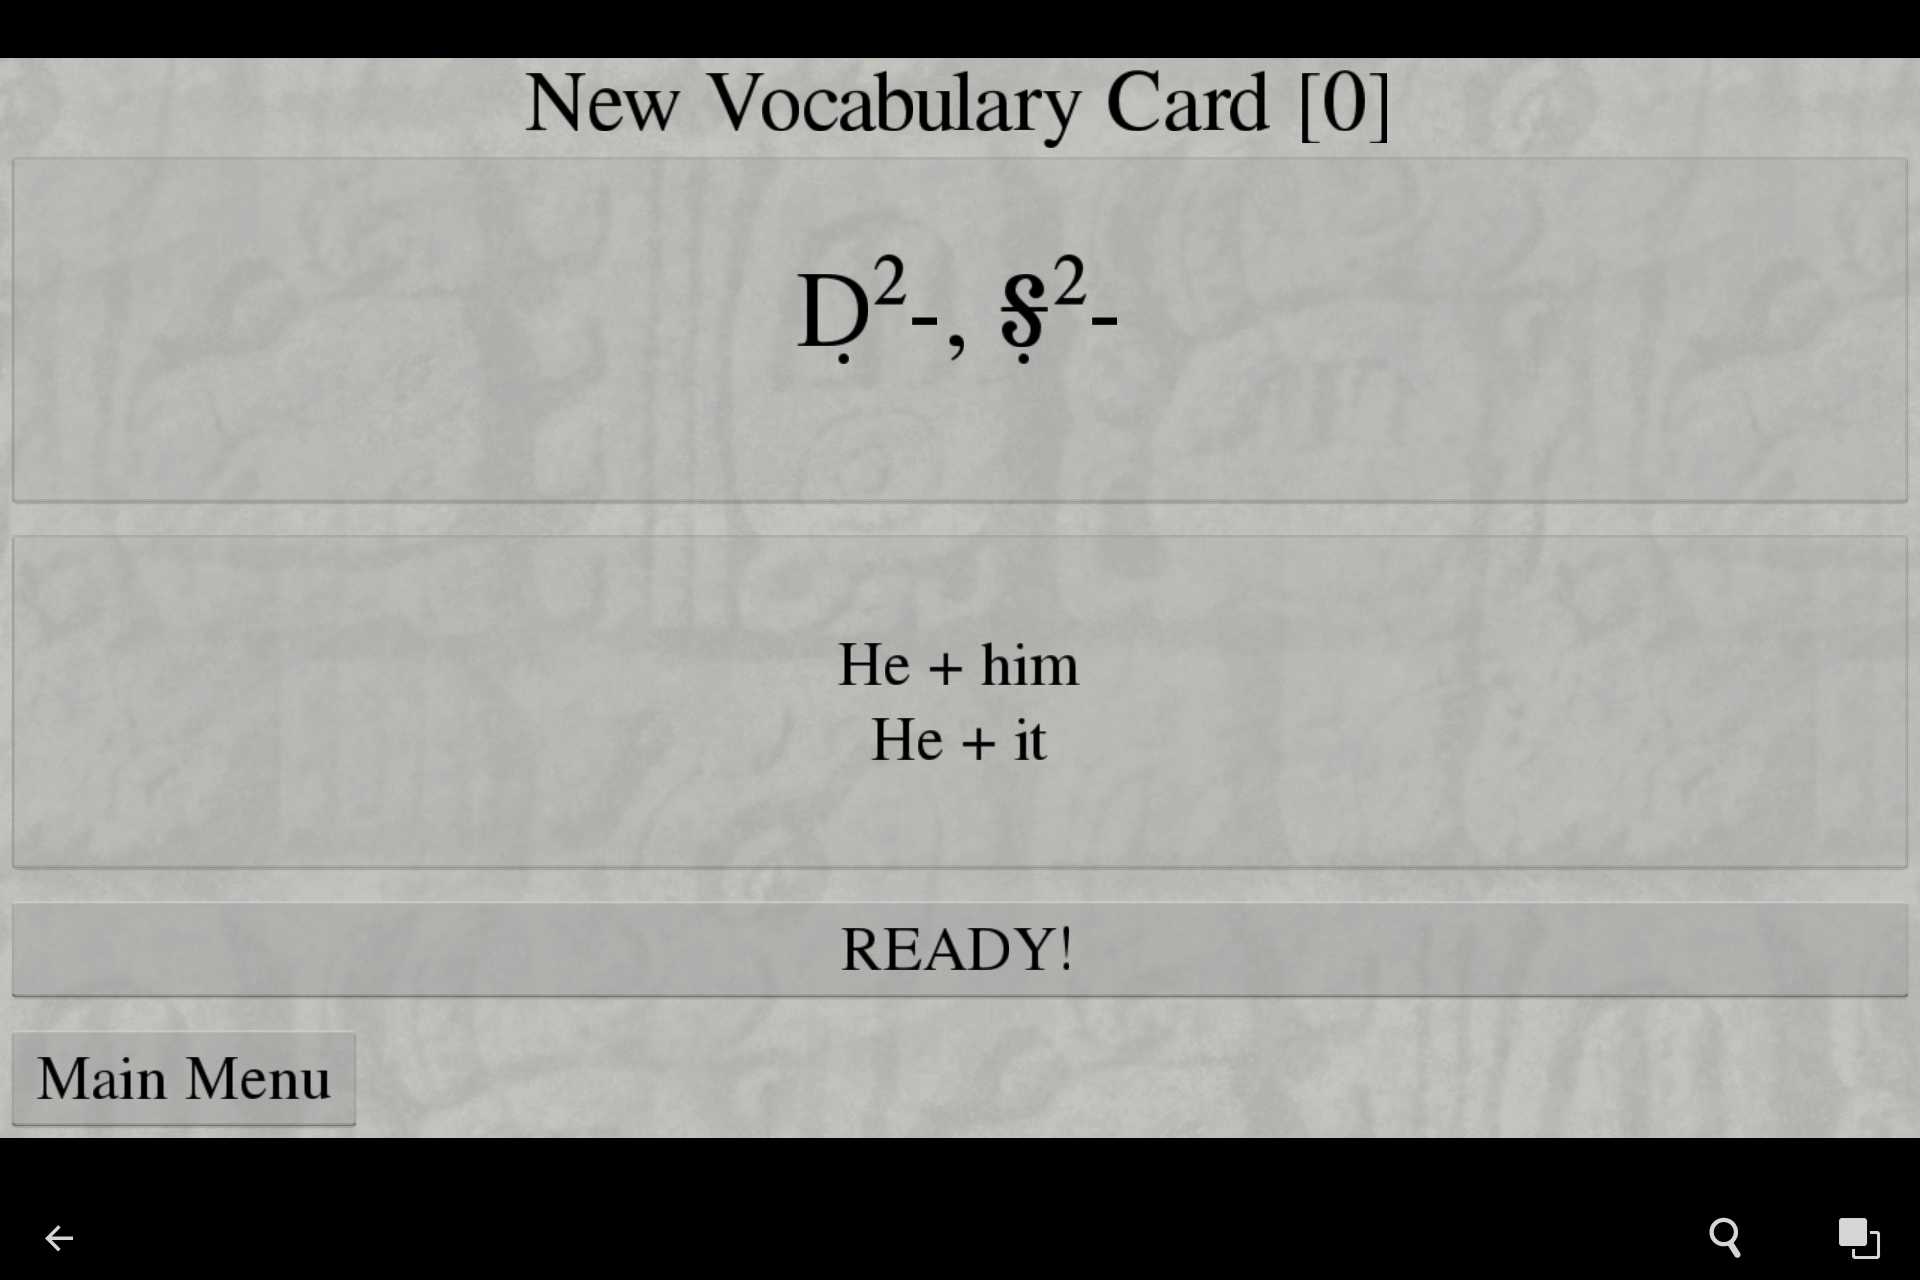 New Vocabulary Card [0]
Ḍ²-, Ꮪ̣²-
He + him
He + it
READY!
Main Menu